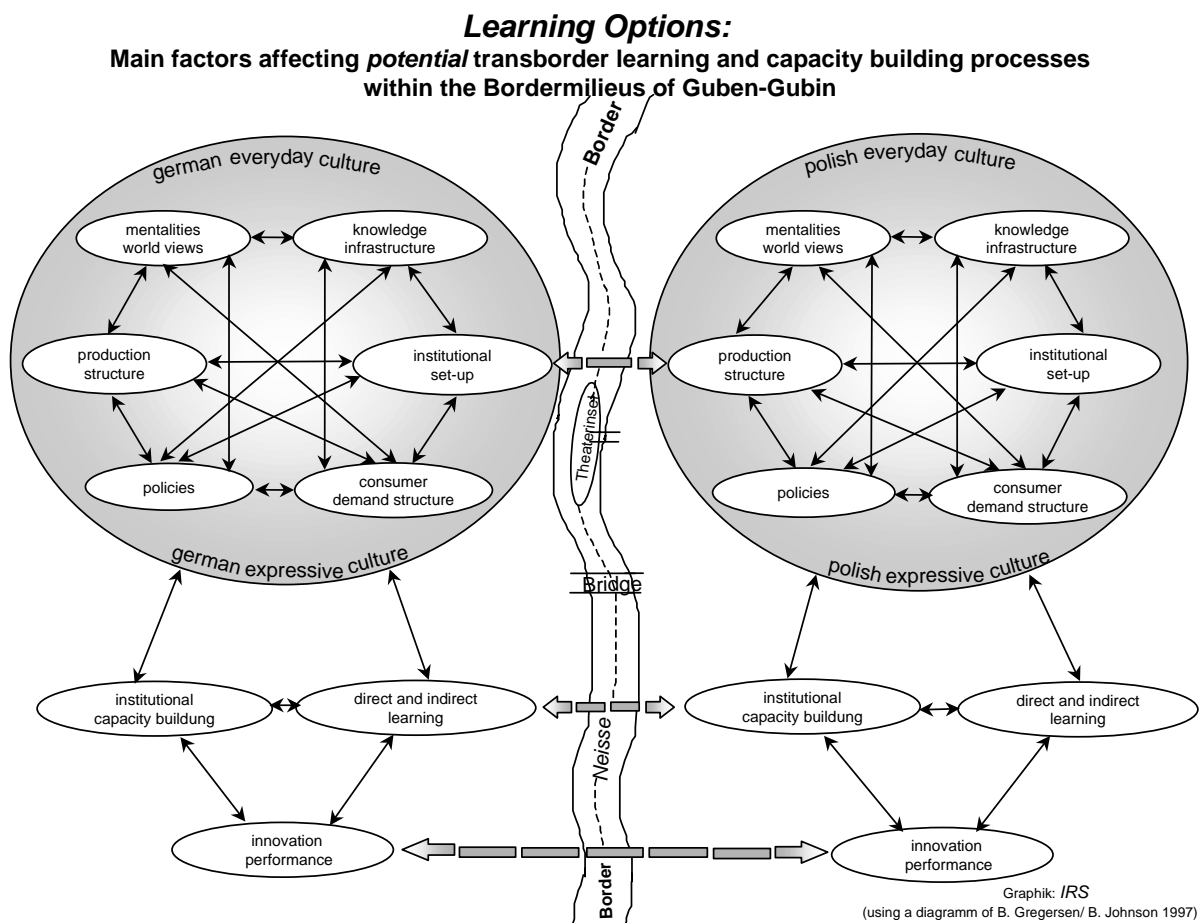 Learning Options:
Main factors affecting potential transborder learning and capacity building processes
within the Bordermilieus of Guben-Gubin
Border
german everyday culture
mentalities
world views
knowledge
infrastructure
production
structure
institutional
set-up
policies
consumer
demand structure
german expressive culture
polish everyday culture
mentalities
world views
knowledge
infrastructure
production
structure
institutional
set-up
policies
consumer
demand structure
polish expressive culture
Theaterinsel
Bridge
institutional
capacity buildung
direct and indirect
learning
Neisse
institutional
capacity buildung
direct and indirect
learning
innovation
performance
Border
innovation
performance
Graphik: IRS
(using a diagramm of B. Gregersen/ B. Johnson 1997)